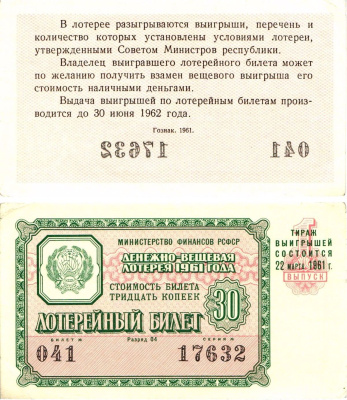 В лотерее разыгрываются выигрыши, перечень и
количество которых установлены условиями лотереи,
утвержденными Советом Министров республики.
Владелец выигравшего лотерейного билета может
по желанию получить взамен вещевого выигрыша его
стоимость наличными деньгами.
Выдача выигрышей по лотерейным билетам произ-
водится до 30 июня 1962 года.
Гознак. 1961.
17632 041
МИНИСТЕРСТВО ФИНАНСОВ РСФСР
ДЕНЕЖНО-ВЕЩЕВАЯ
ЛОТЕРЕЯ 1961 ГОДА
СТОИМОСТЬ БИЛЕТА
ТРИДЦАТЬ КОПЕЕК
30
ЛОТЕРЕЙНЫЙ БИЛЕТ
041 17632
БИЛЕТ № Разряд 04 СЕРИЯ №
1
ТИРАЖ
ВЫИГРЫШЕЙ
СОСТОИТСЯ
22 МАРТА 1961 г.
ВЫПУСК